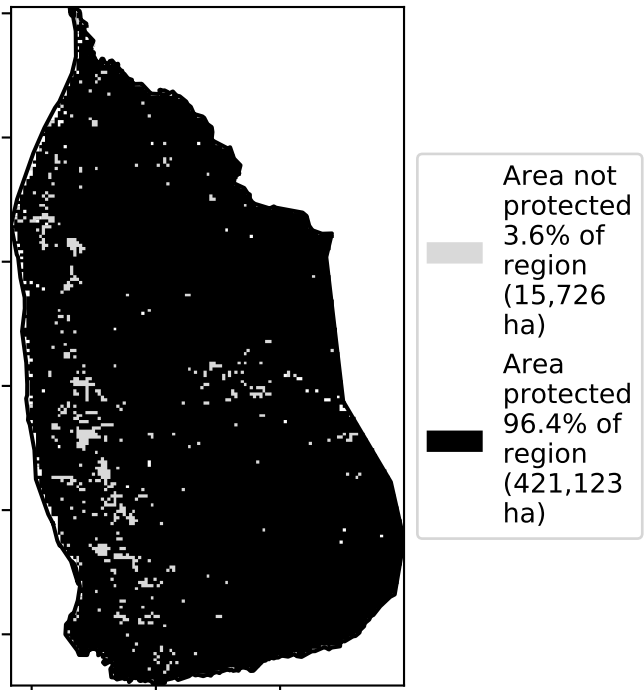 Area not
protected
3.6% of
region
(15,726
ha)
Area
protected
96.4% of
region
(421,123
ha)